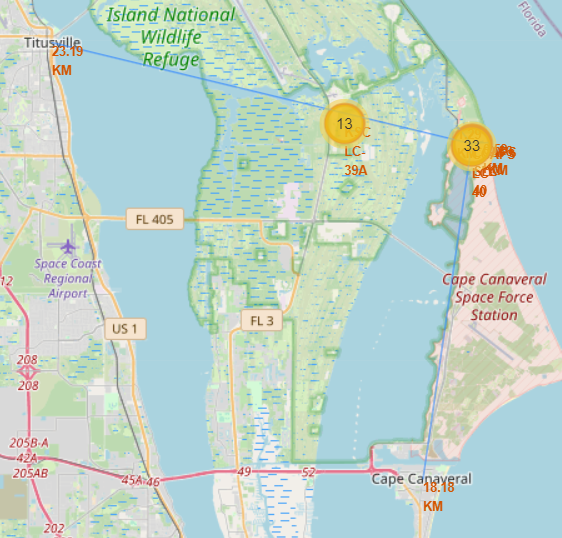 Island National
Wildlife
Refuge
Florida
Titusville
23.19
KM
13
LC-
39A
33
40
FL 405
Space Coast
Regional
Airport
12
US 1
FL 3
Cape Canaveral
Space Force
Station
208
208
205B-A
42A
205AB
45A-46
49
52
Cape Canaveral
18.18
KM
202